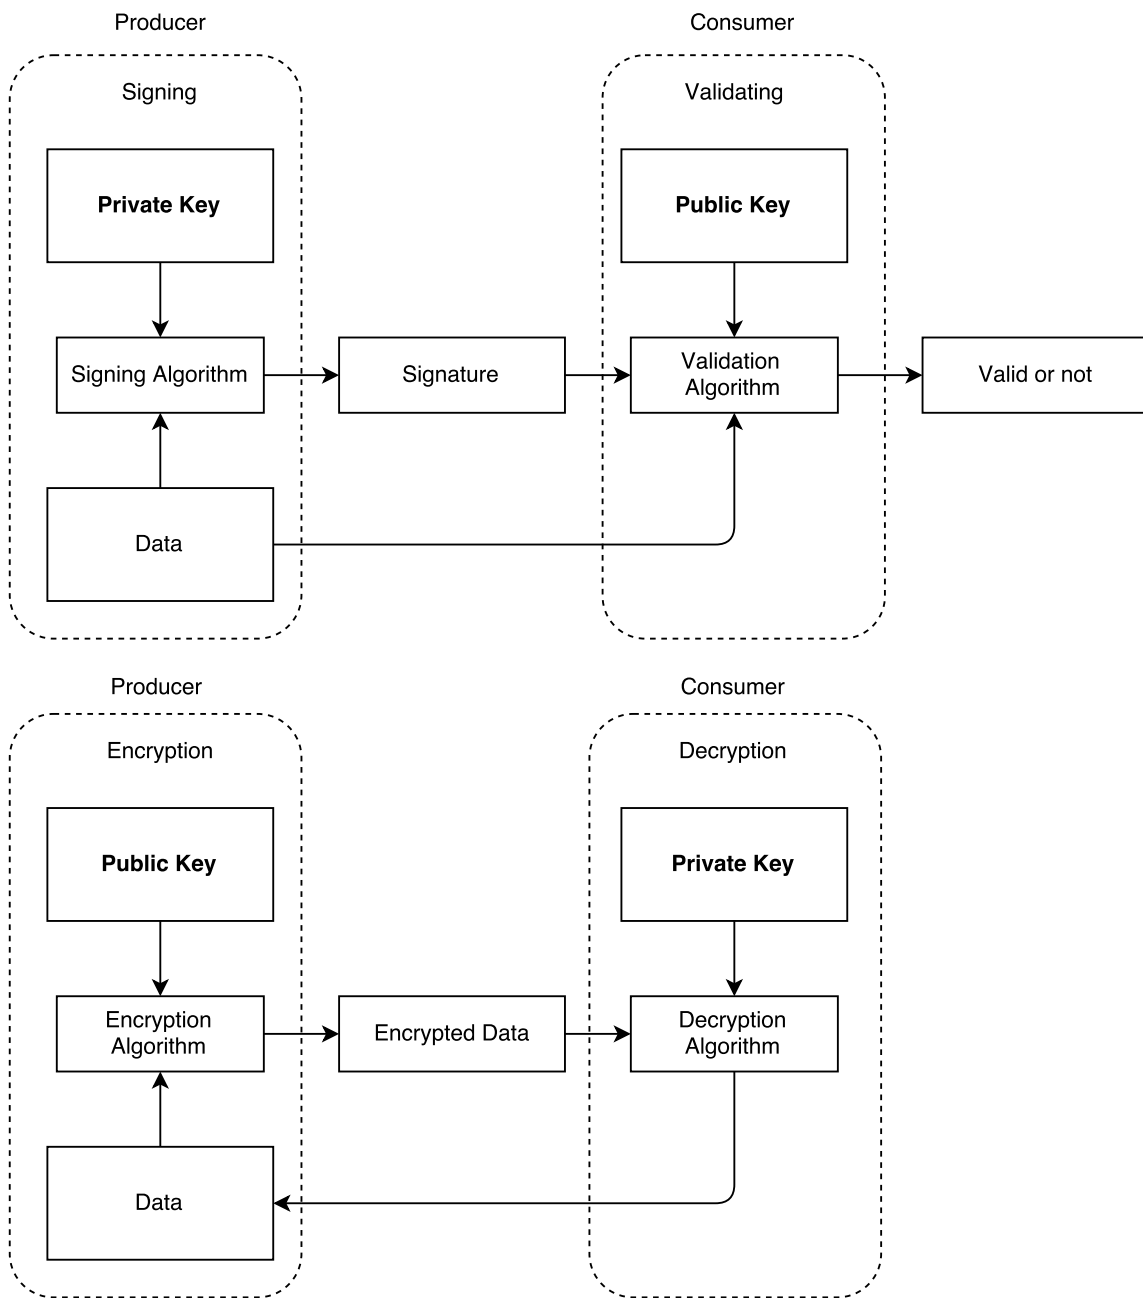 Producer
Consumer
Signing
Validating
Private Key
Public Key
Signing Algorithm
Signature
Validation
Algorithm
Valid or not
Data
Producer
Consumer
Encryption
Decryption
Public Key
Private Key
Encryption
Algorithm
Encrypted Data
Decryption
Algorithm
Data